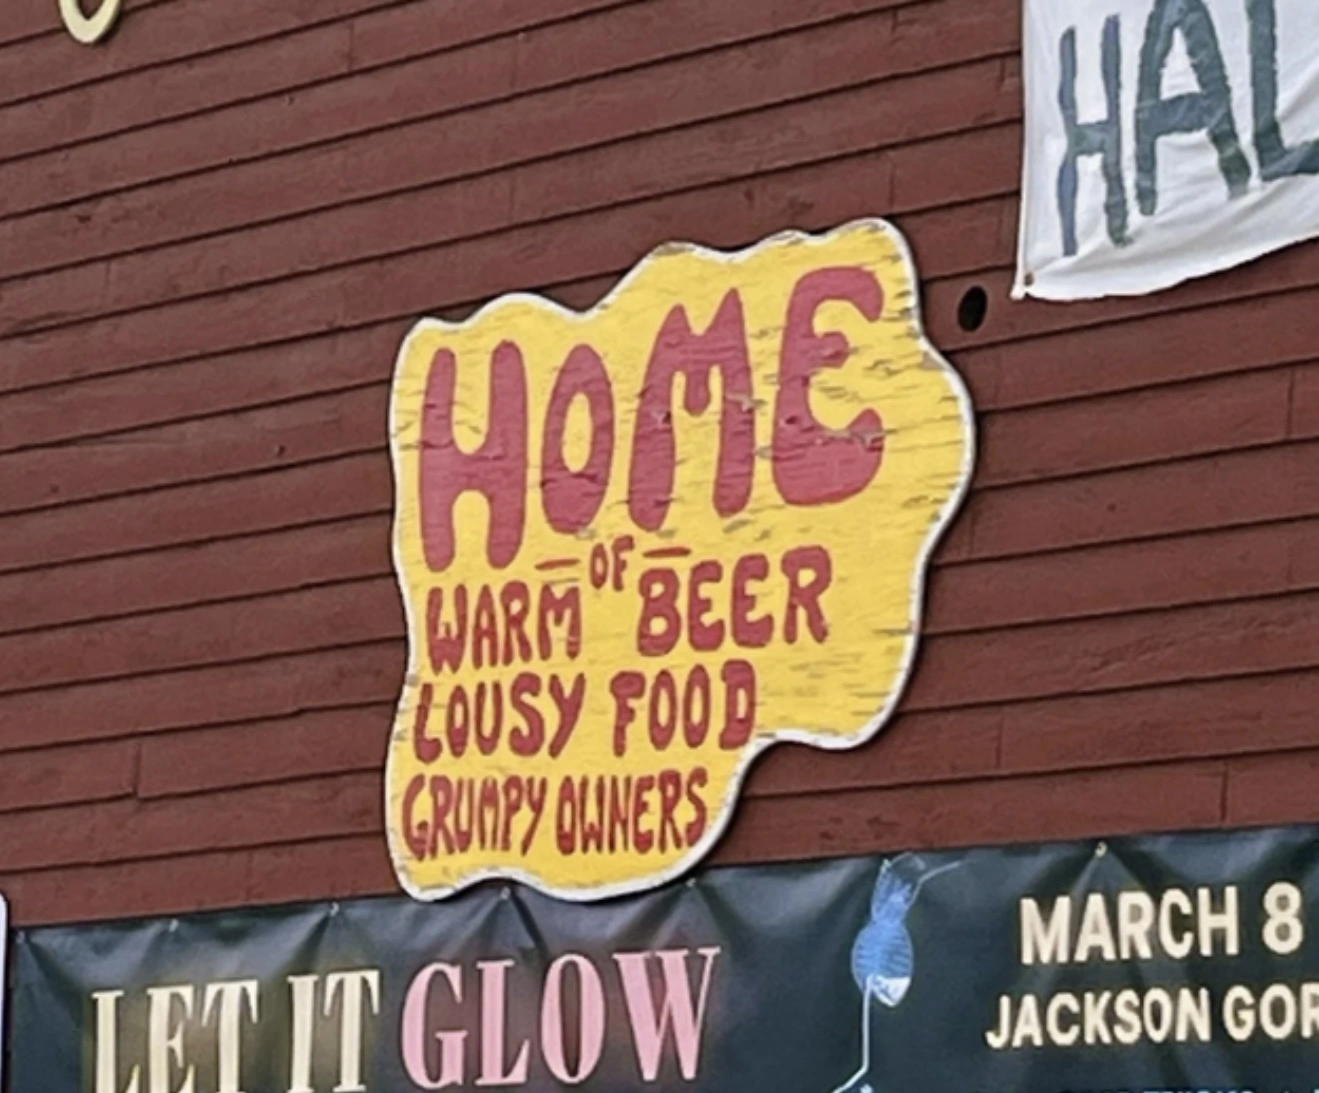 HAL
HOME
OF
WARM BEER
LOUSY FOOD
GRUMPY OWNERS
LET IT GLOW
MARCH 8
JACKSON GOR